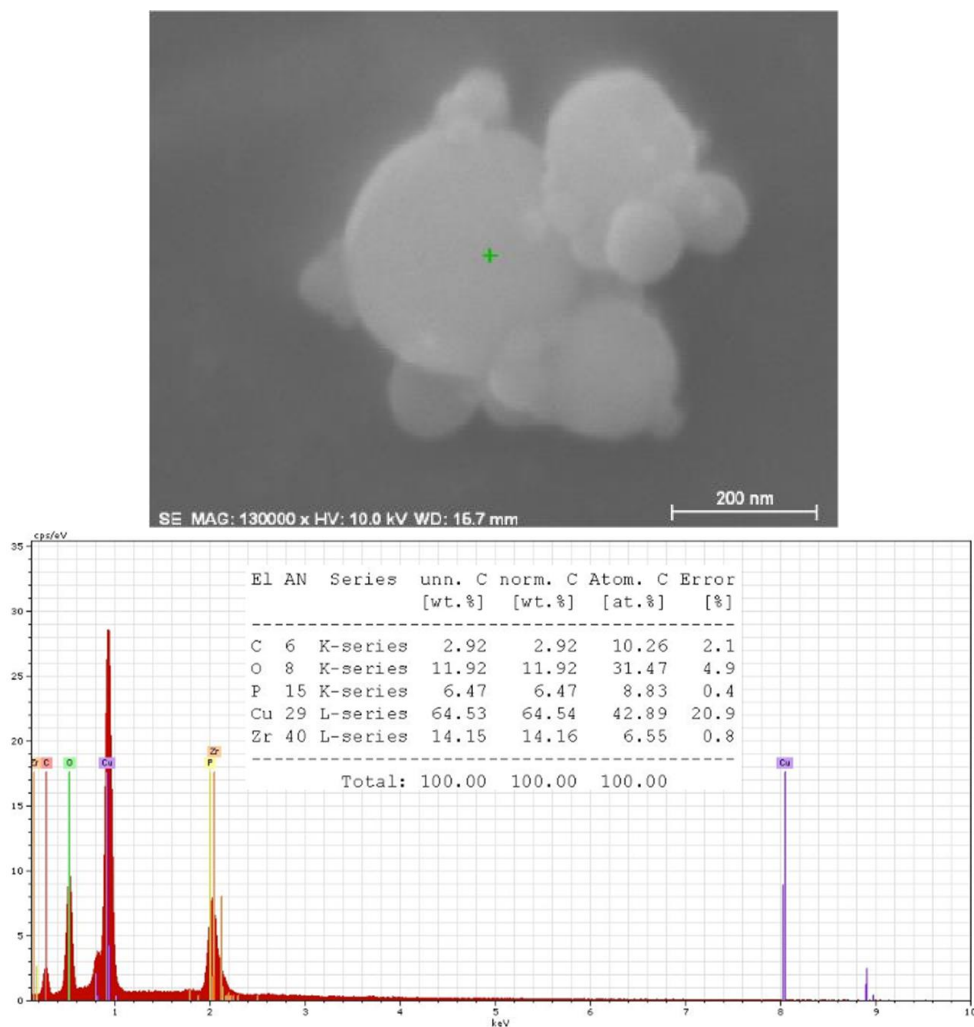 200 nm
SE MAG: 130000 x HV: 10.0 kV WD: 15.7 mm
cps/eV
El AN Series unn. C norm. C Atom. C Error
[wt.%] [wt.%] [at.%] [%]
C 6 K-series 2.92 2.92 10.26 2.1
O 8 K-series 11.92 11.92 31.47 4.9
P 15 K-series 6.47 6.47 8.83 0.4
Cu 29 L-series 64.53 64.54 42.89 20.9
Zr 40 L-series 14.15 14.16 6.55 0.8
Total: 100.00 100.00 100.00
35
30
25
20
15
10
5
0
Zr
C O Cu P Cu
1 2 3 4 5 6 7 8 9 10
keV